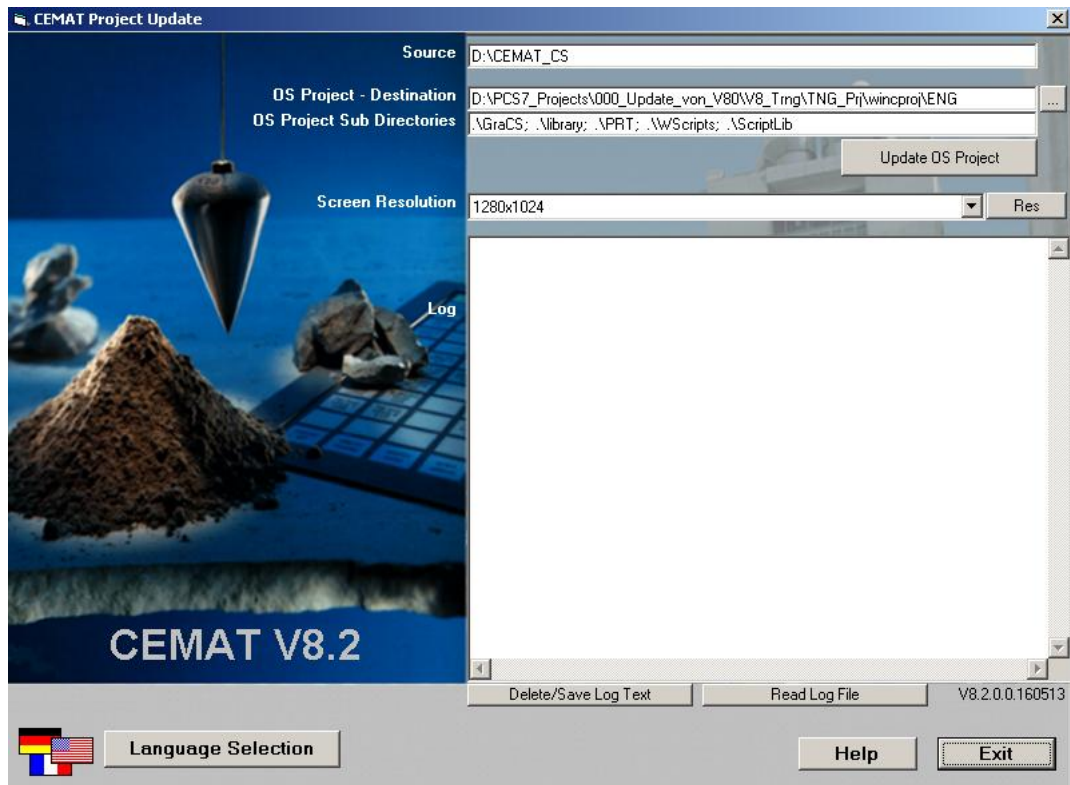 CEMAT Project Update
Source D:\CEMAT_CS
OS Project - Destination D:\PCS7_Projects\000_Update_von_V80\V8_Trng\TNG_Prj\wincproj\ENG ...
OS Project Sub Directories .\GraCS; .\library; .\PRT; .\WScripts; .\ScriptLib
Update OS Project
Screen Resolution 1280x1024 Res
Log
CEMAT V8.2
Delete/Save Log Text Read Log File V8.2.0.0.160513
Language Selection Help Exit